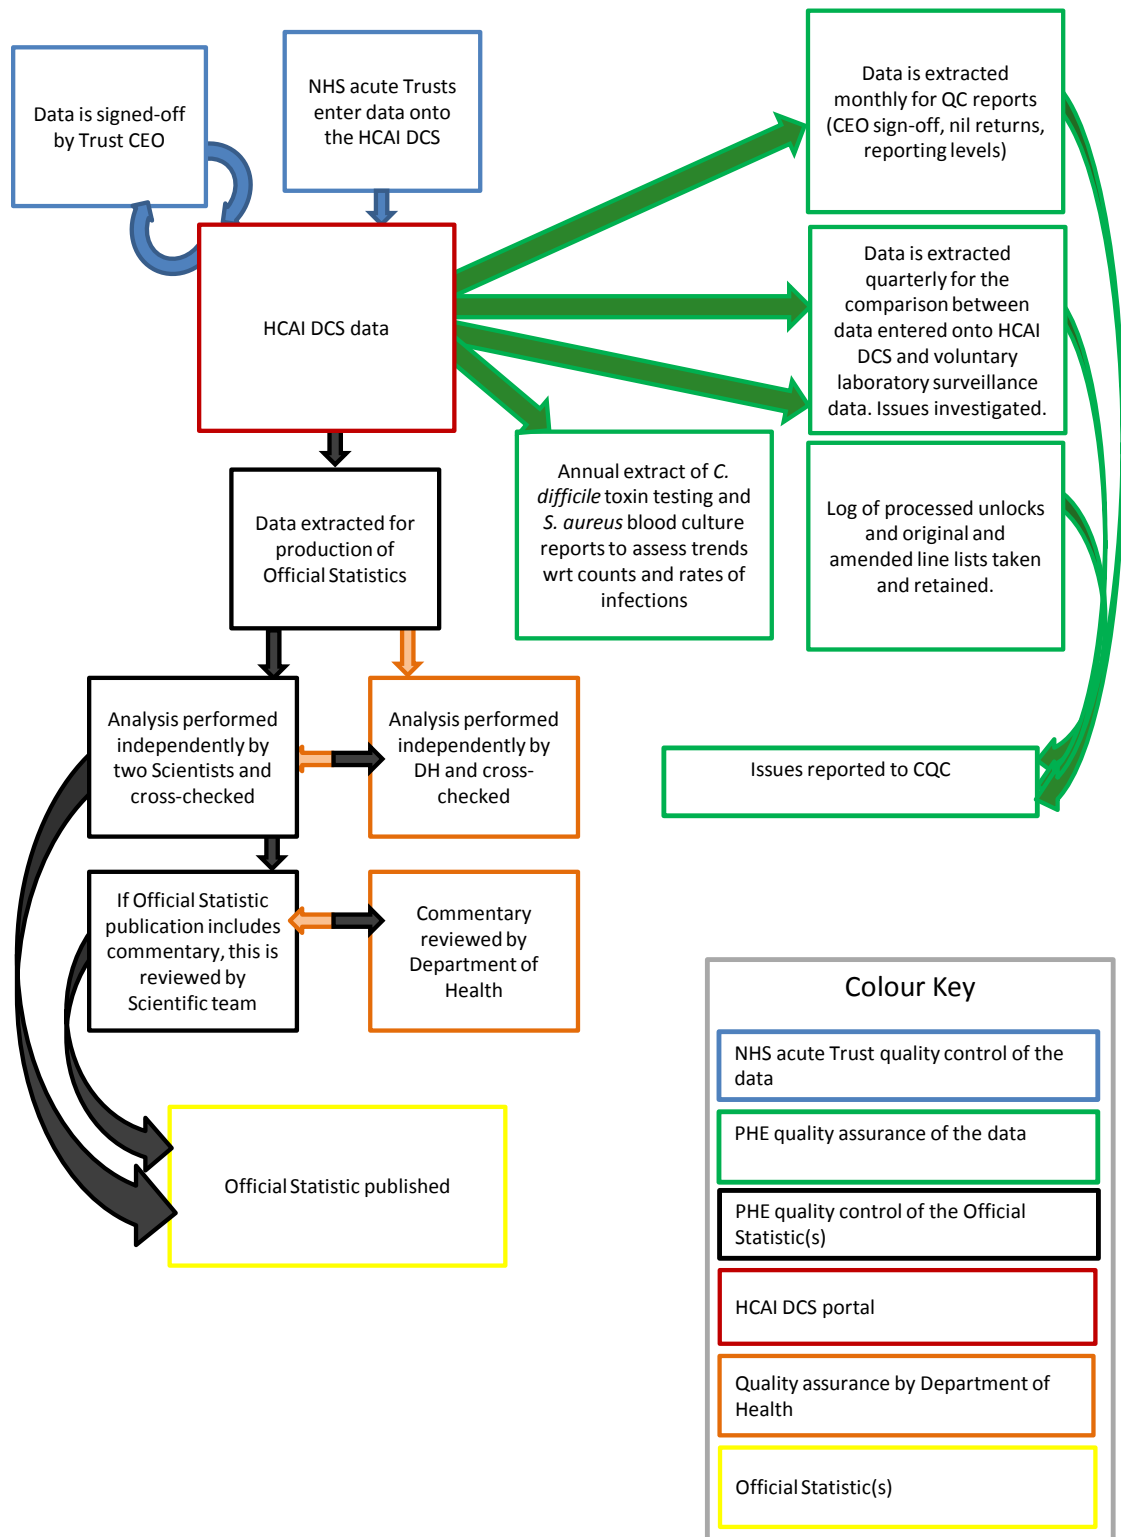 Data is signed-off
by Trust CEO
NHS acute Trusts
enter data onto
the HCAI DCS
Data is extracted
monthly for QC reports
(CEO sign-off, nil returns,
reporting levels)
HCAI DCS data
Data is extracted
quarterly for the
comparison between
data entered onto HCAI
DCS and voluntary
laboratory surveillance
data. Issues investigated.
Annual extract of C.
difficile toxin testing and
S. aureus blood culture
reports to assess trends
wrt counts and rates of
infections
Log of processed unlocks
and original and
amended line lists taken
and retained.
Data extracted for
production of
Official Statistics
Analysis performed
independently by
two Scientists and
cross-checked
Analysis performed
independently by
DH and cross-
checked
Issues reported to CQC
If Official Statistic
publication includes
commentary, this is
reviewed by
Scientific team
Commentary
reviewed by
Department of
Health
Official Statistic published
Colour Key
NHS acute Trust quality control of the
data
PHE quality assurance of the data
PHE quality control of the Official
Statistic(s)
HCAI DCS portal
Quality assurance by Department of
Health
Official Statistic(s)